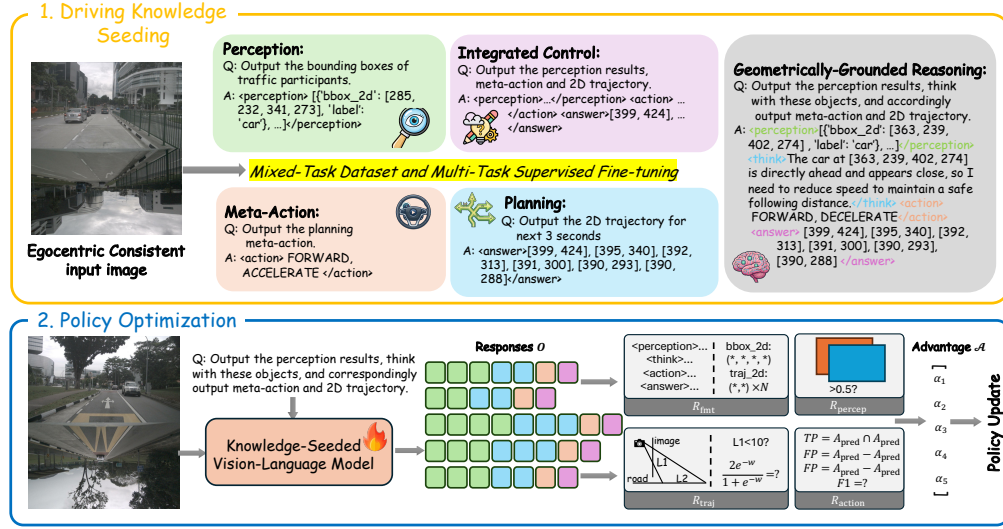 1. Driving Knowledge
Seeding
Perception:
Q: Output the bounding boxes of
traffic participants.
A: <perception> [{'bbox_2d': [285,
232, 341, 273], 'label':
'car'}, …]</perception>
Integrated Control:
Q: Output the perception results,
meta-action and 2D trajectory.
A: <perception>…</perception> <action> …
</action> <answer>[399, 424], …
</answer>
Geometrically-Grounded Reasoning:
Q: Output the perception results, think
with these objects, and accordingly
output meta-action and 2D trajectory.
A: <perception>[{'bbox_2d': [363, 239,
402, 274] , 'label': 'car'}, …]</perception>
<think>The car at [363, 239, 402, 274]
is directly ahead and appears close, so I
need to reduce speed to maintain a safe
following distance.</think> <action>
FORWARD, DECELERATE</action>
<answer> [399, 424], [395, 340], [392,
313], [391, 300], [390, 293],
[390, 288] </answer>
Mixed-Task Dataset and Multi-Task Supervised Fine-tuning
Meta-Action:
Q: Output the planning
meta-action.
A: <action> FORWARD,
ACCELERATE </action>
Planning:
Q: Output the 2D trajectory for
next 3 seconds
A: <answer>[399, 424], [395, 340], [392,
313], [391, 300], [390, 293], [390,
288]</answer>
Egocentric Consistent
input image
2. Policy Optimization
Q: Output the perception results, think
with these objects, and correspondingly
output meta-action and 2D trajectory.
Knowledge-Seeded
Vision-Language Model
Responses O
<perception>…
<think>…
<action>…
<answer>…
bbox_2d:
(*, *, *, *)
traj_2d:
(*,*) ×N
R_fmt
>0.5?
R_percep
image
L1
road
L2
L1<10?
2e^{-w}
1 + e^{-w} =?
R_traj
TP = A_pred ∩ A_pred
FP = A_pred − A_pred
FP = A_pred − A_pred
F1 =?
R_action
Advantage 𝒜
α_1
α_2
α_3
α_4
α_5
Policy Update